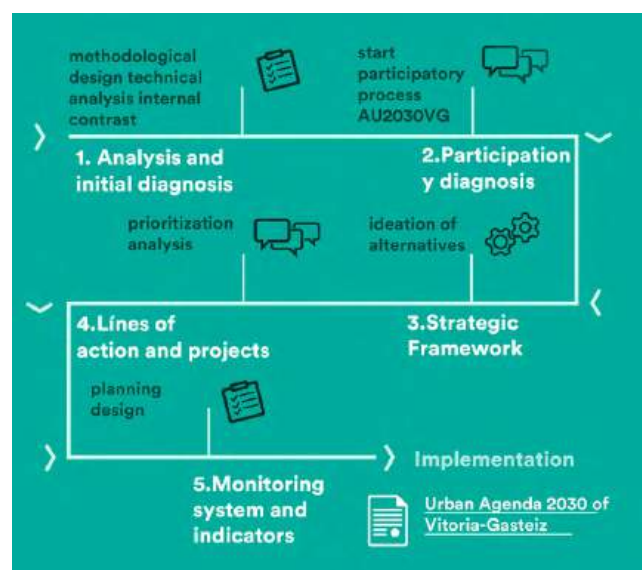 methodological
design technical
analysis internal
contrast
start
participatory
process
AU2030VG
1. Analysis and
initial diagnosis
2.Participation
y diagnosis
prioritization
analysis
ideation of
alternatives
4.Línes of
action and projects
3.Strategic
Framework
planning
design
5.Monitoring
system and
indicators
Implementation
Urban Agenda 2030 of
Vitoria-Gasteiz